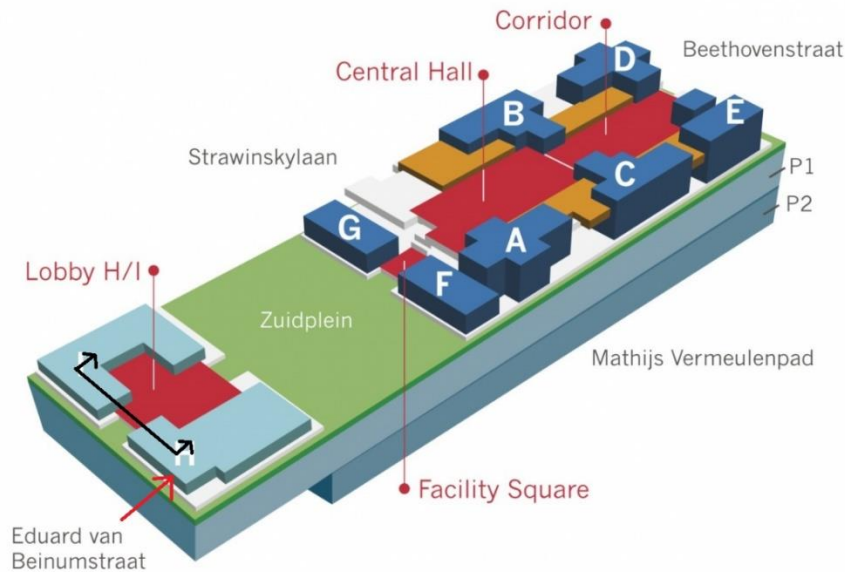 Corridor
Beethovenstraat
Central Hall
D
B
E
Strawinskylaan
C
P1
P2
G
A
Lobby H/I
F
Zuidplein
Mathijs Vermeulenpad
H
Facility Square
Eduard van
Beinumstraat